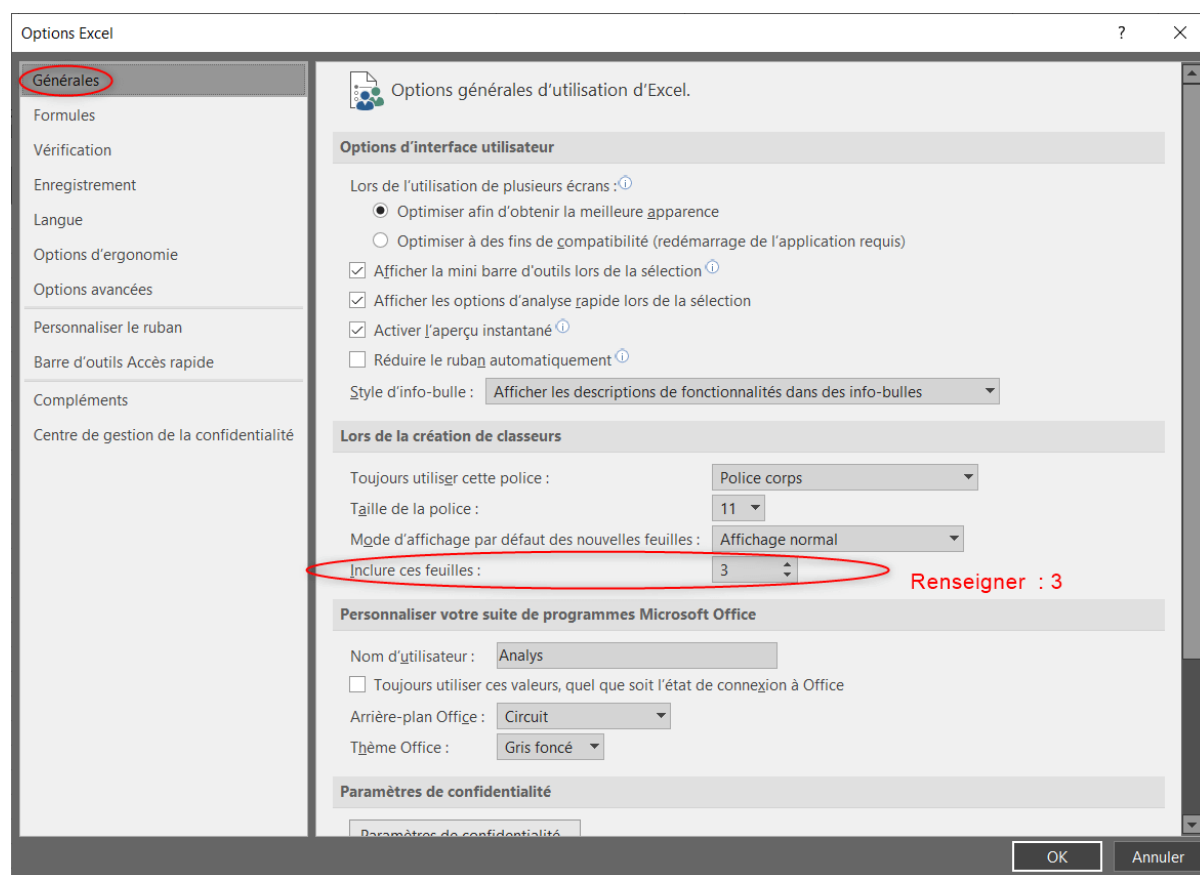 Options Excel
?
Générales
Formules
Vérification
Enregistrement
Langue
Options d'ergonomie
Options avancées
Personnaliser le ruban
Barre d'outils Accès rapide
Compléments
Centre de gestion de la confidentialité
Options générales d'utilisation d'Excel.
Options d'interface utilisateur
Lors de l'utilisation de plusieurs écrans :
Optimiser afin d'obtenir la meilleure apparence
Optimiser à des fins de compatibilité (redémarrage de l'application requis)
Afficher la mini barre d'outils lors de la sélection
Afficher les options d'analyse rapide lors de la sélection
Activer l'aperçu instantané
Réduire le ruban automatiquement
Style d'info-bulle : Afficher les descriptions de fonctionnalités dans des info-bulles
Lors de la création de classeurs
Toujours utiliser cette police : Police corps
Taille de la police : 11
Mode d'affichage par défaut des nouvelles feuilles : Affichage normal
Inclure ces feuilles : 3
Renseigner : 3
Personnaliser votre suite de programmes Microsoft Office
Nom d'utilisateur : Analys
Toujours utiliser ces valeurs, quel que soit l'état de connexion à Office
Arrière-plan Office : Circuit
Thème Office : Gris foncé
Paramètres de confidentialité
Paramètres de confidentialité
OK
Annuler